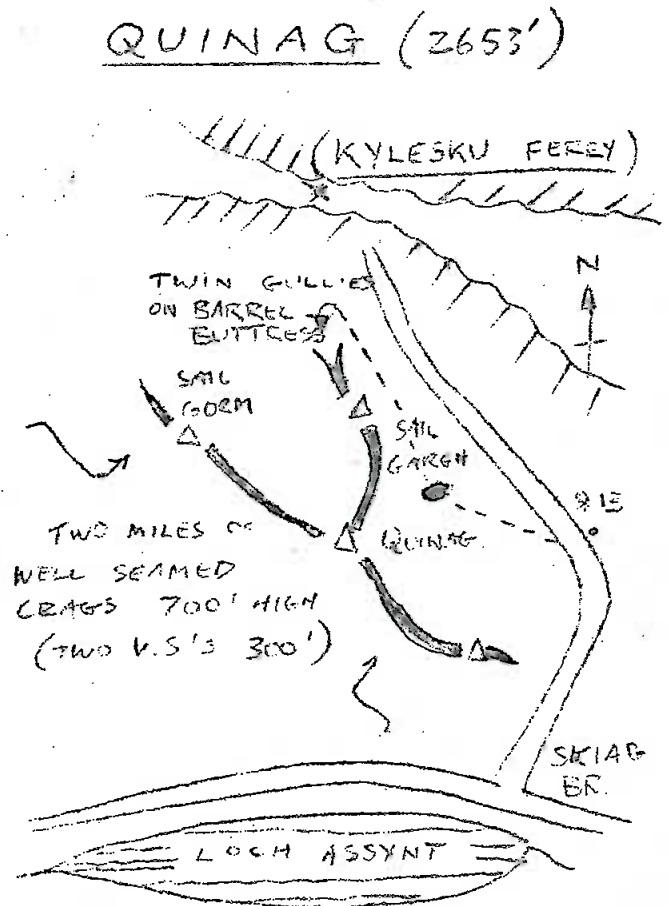 QUINAG (2653')
(KYLESKU FERRY)
N
TWIN GULLIES
ON BARREL
BUTTRESS
SAIL
GORM
SAIL
GARGH
TWO MILES OF
WELL SEAMED
CRAGS 700' HIGH
(TWO V.S'S 300')
QUINAG
SKIAG
BR.
LOCH ASSYNT